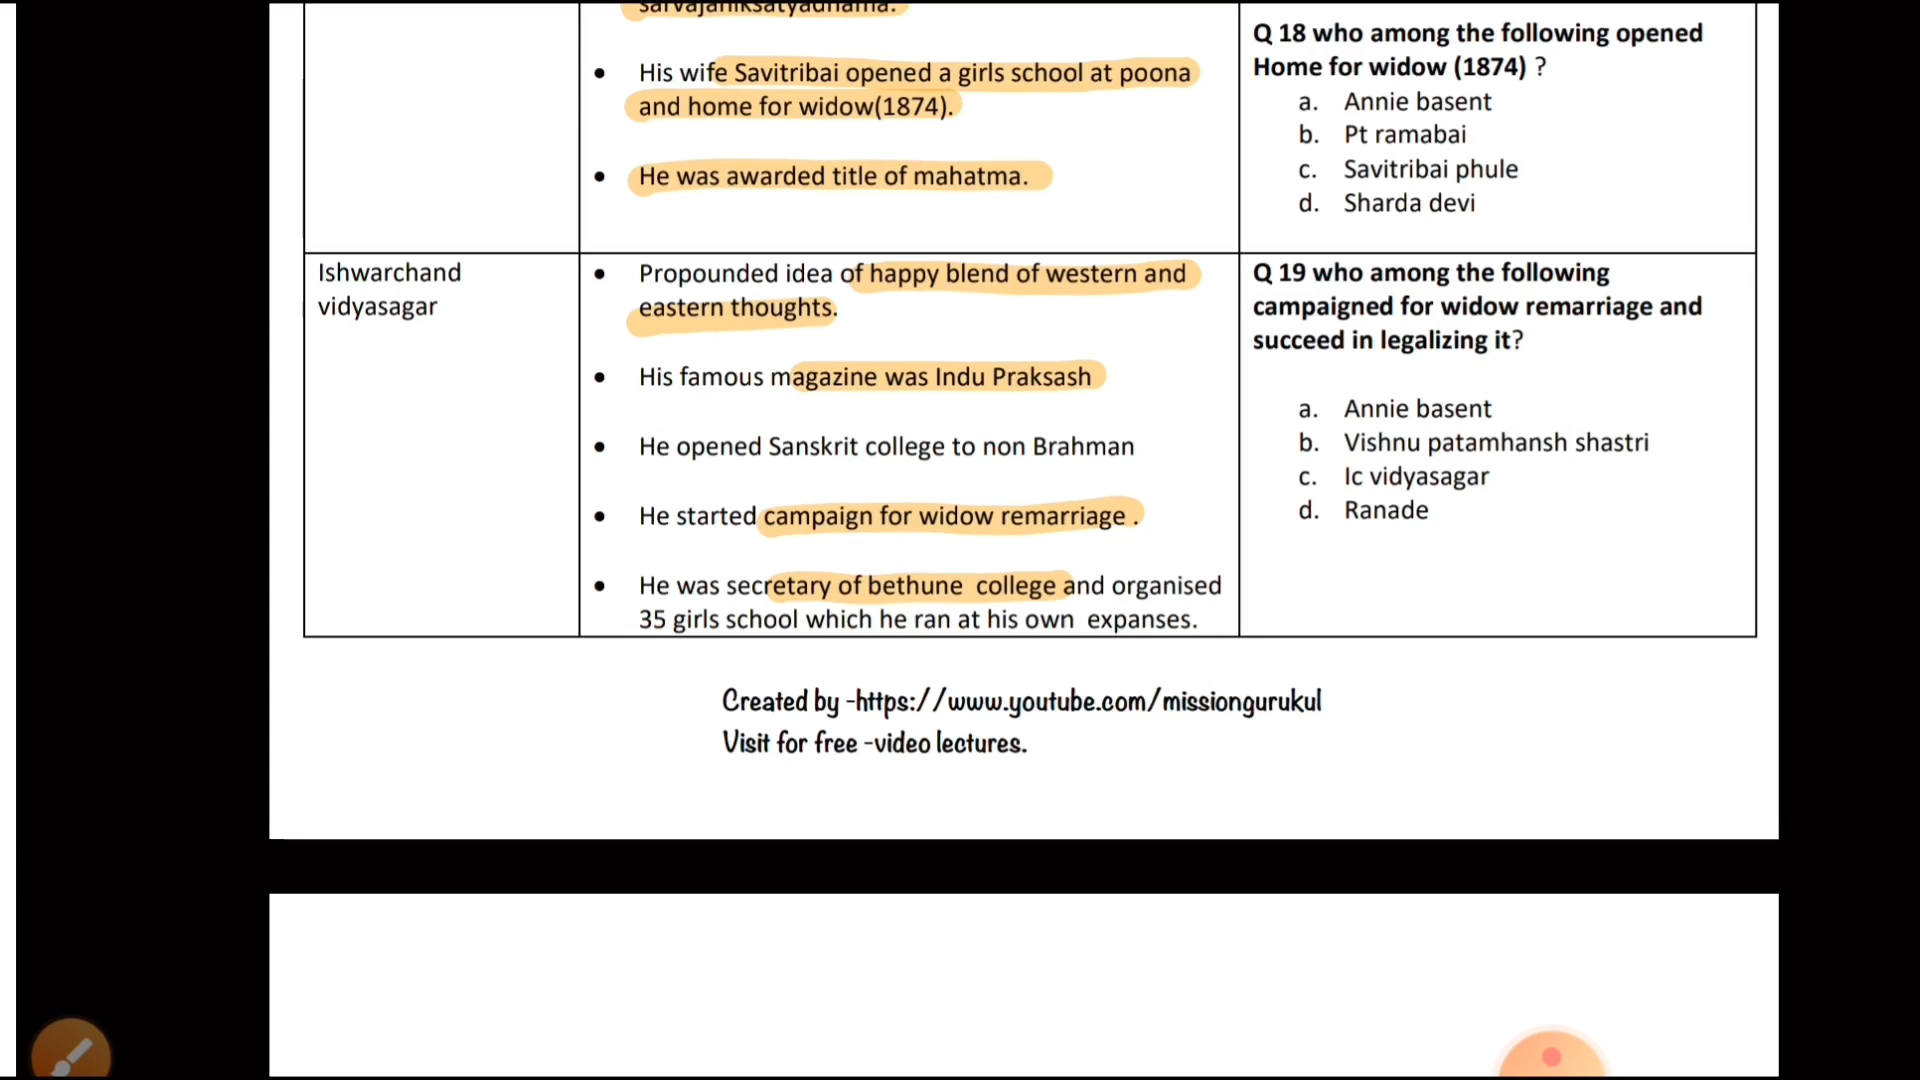 sarvajaniksatyadharma.
His wife Savitribai opened a girls school at poona
and home for widow(1874).
He was awarded title of mahatma.
Q 18 who among the following opened
Home for widow (1874) ?
a. Annie basent
b. Pt ramabai
c. Savitribai phule
d. Sharda devi
Ishwarchand
vidyasagar
Propounded idea of happy blend of western and
eastern thoughts.
His famous magazine was Indu Praksash
He opened Sanskrit college to non Brahman
He started campaign for widow remarriage .
He was secretary of bethune college and organised
35 girls school which he ran at his own expanses.
Q 19 who among the following
campaigned for widow remarriage and
succeed in legalizing it?
a. Annie basent
b. Vishnu patamhansh shastri
c. Ic vidyasagar
d. Ranade
Created by -https://www.youtube.com/missiongurukul
Visit for free -video lectures.